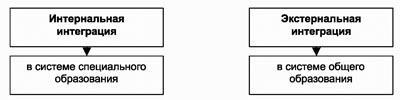 Интернальная
интеграция
в системе специального
образования
Экстернальная
интеграция
в системе общего
образования